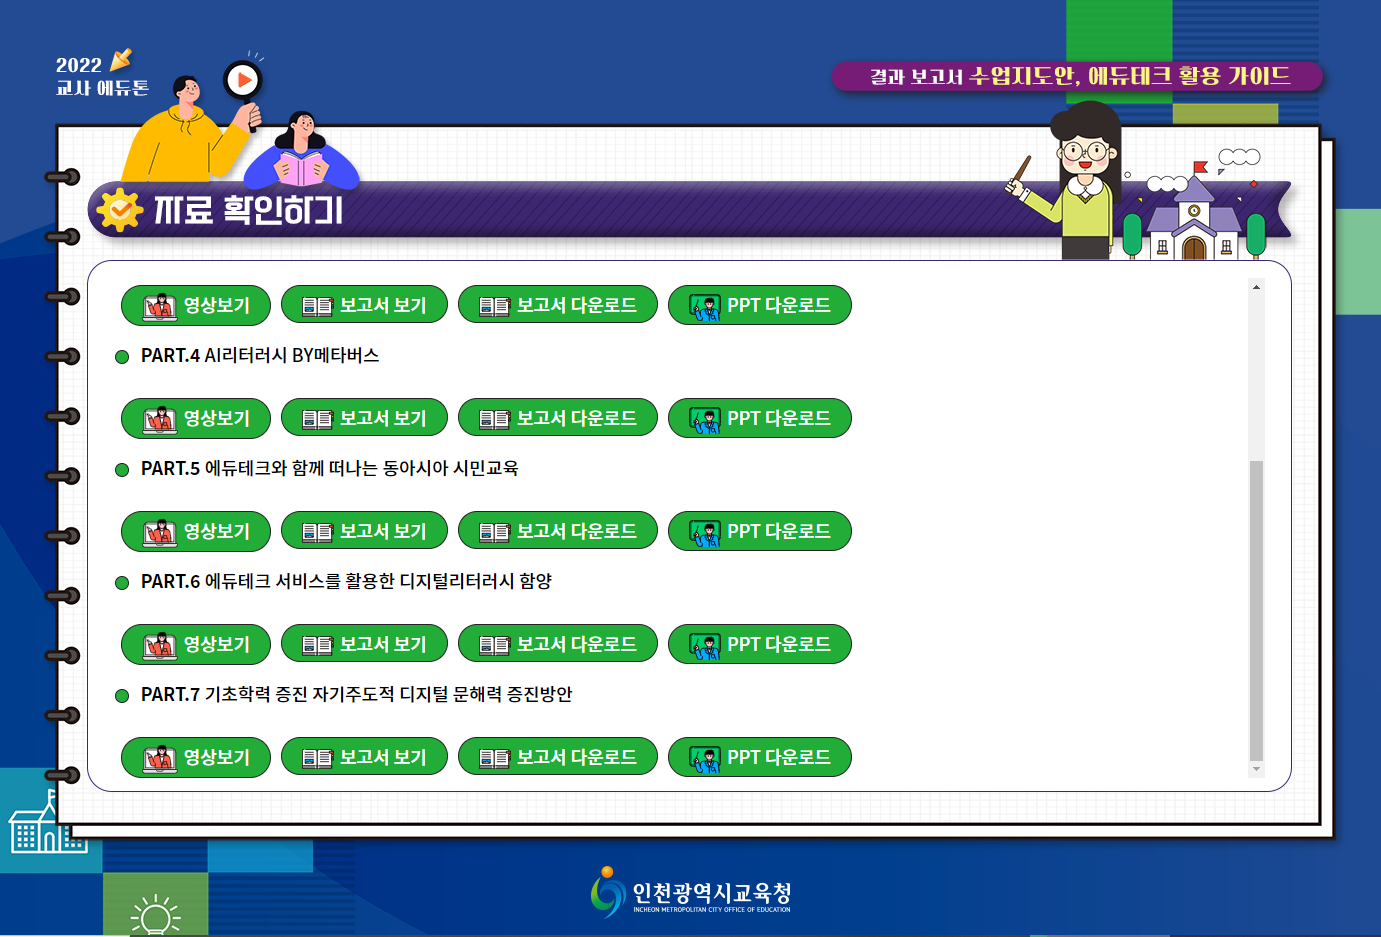 2022
교사 에듀톤
결과 보고서 수업지도안, 에듀테크 활용 가이드
자료 확인하기
영상보기 보고서 보기 보고서 다운로드 PPT 다운로드
PART.4 AI리터러시 BY메타버스
영상보기 보고서 보기 보고서 다운로드 PPT 다운로드
PART.5 에듀테크와 함께 떠나는 동아시아 시민교육
영상보기 보고서 보기 보고서 다운로드 PPT 다운로드
PART.6 에듀테크 서비스를 활용한 디지털리터러시 함양
영상보기 보고서 보기 보고서 다운로드 PPT 다운로드
PART.7 기초학력 증진 자기주도적 디지털 문해력 증진방안
영상보기 보고서 보기 보고서 다운로드 PPT 다운로드
인천광역시교육청
INCHEON METROPOLITAN CITY OFFICE OF EDUCATION